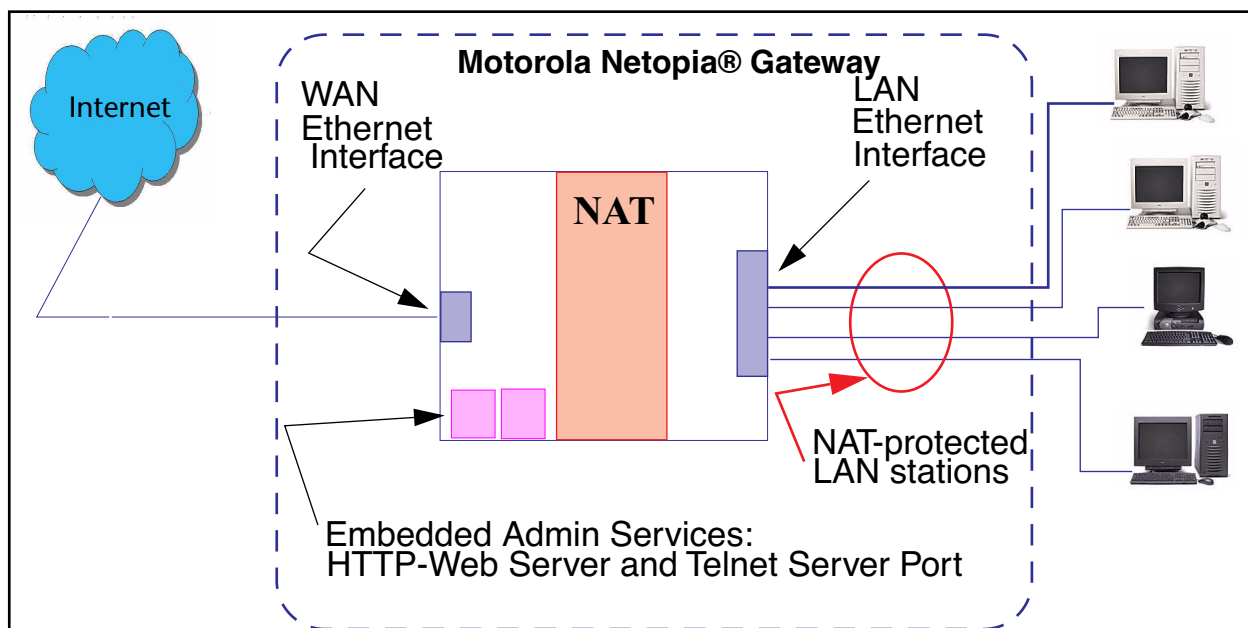 Motorola Netopia® Gateway
Internet
WAN
Ethernet
Interface
LAN
Ethernet
Interface
NAT
NAT-protected
LAN stations
Embedded Admin Services:
HTTP-Web Server and Telnet Server Port